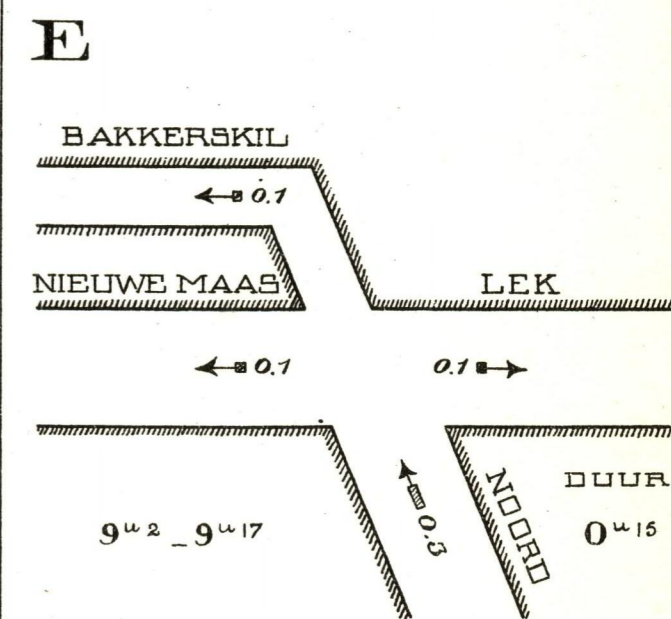 E
BAKKERSKIL
0.1
NIEUWE MAAS
LEK
0.1
0.1
0.3
NOORD
DUUR
9ᵘ² _ 9ᵘ¹⁷
0ᵘ¹⁵